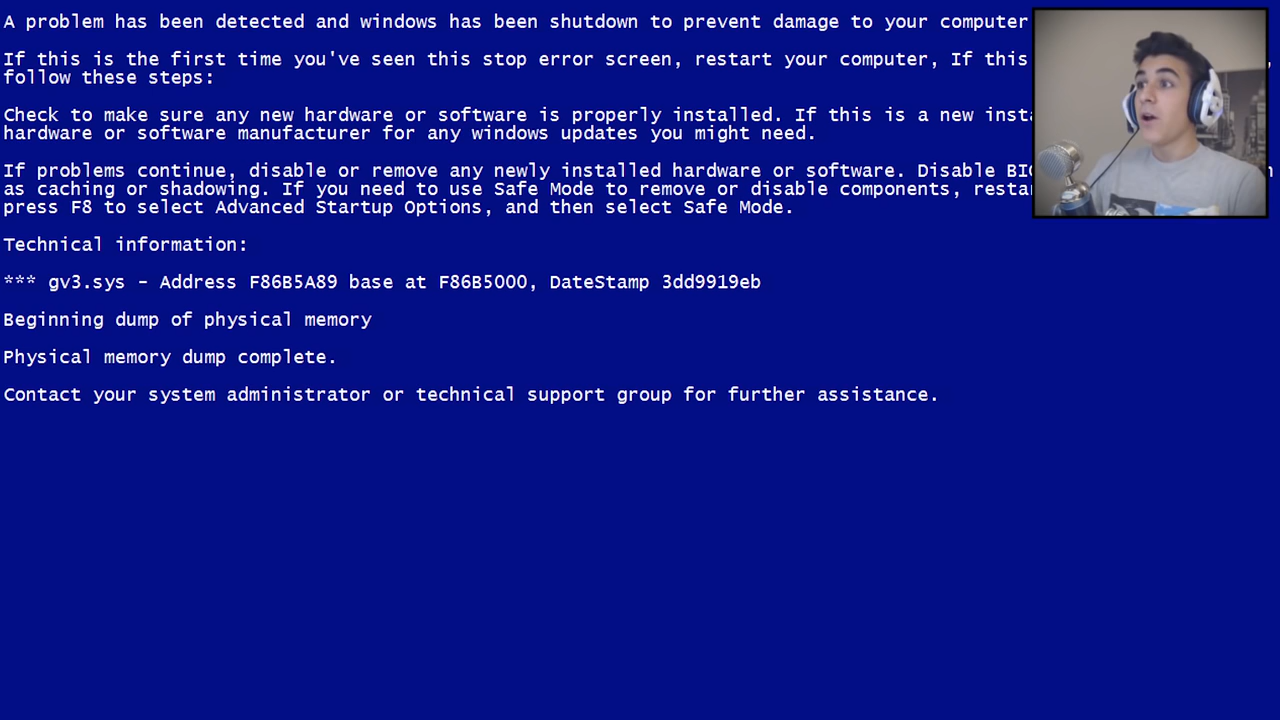 A problem has been detected and windows has been shutdown to prevent damage to your computer
If this is the first time you've seen this stop error screen, restart your computer, If this
follow these steps:
Check to make sure any new hardware or software is properly installed. If this is a new
hardware or software manufacturer for any windows updates you might need.
If problems continue, disable or remove any newly installed hardware or software. Disable
as caching or shadowing. If you need to use Safe Mode to remove or disable components,
press F8 to select Advanced Startup Options, and then select Safe Mode.
Technical information:
*** gv3.sys - Address F86B5A89 base at F86B5000, DateStamp 3dd9919eb
Beginning dump of physical memory
Physical memory dump complete.
Contact your system administrator or technical support group for further assistance.